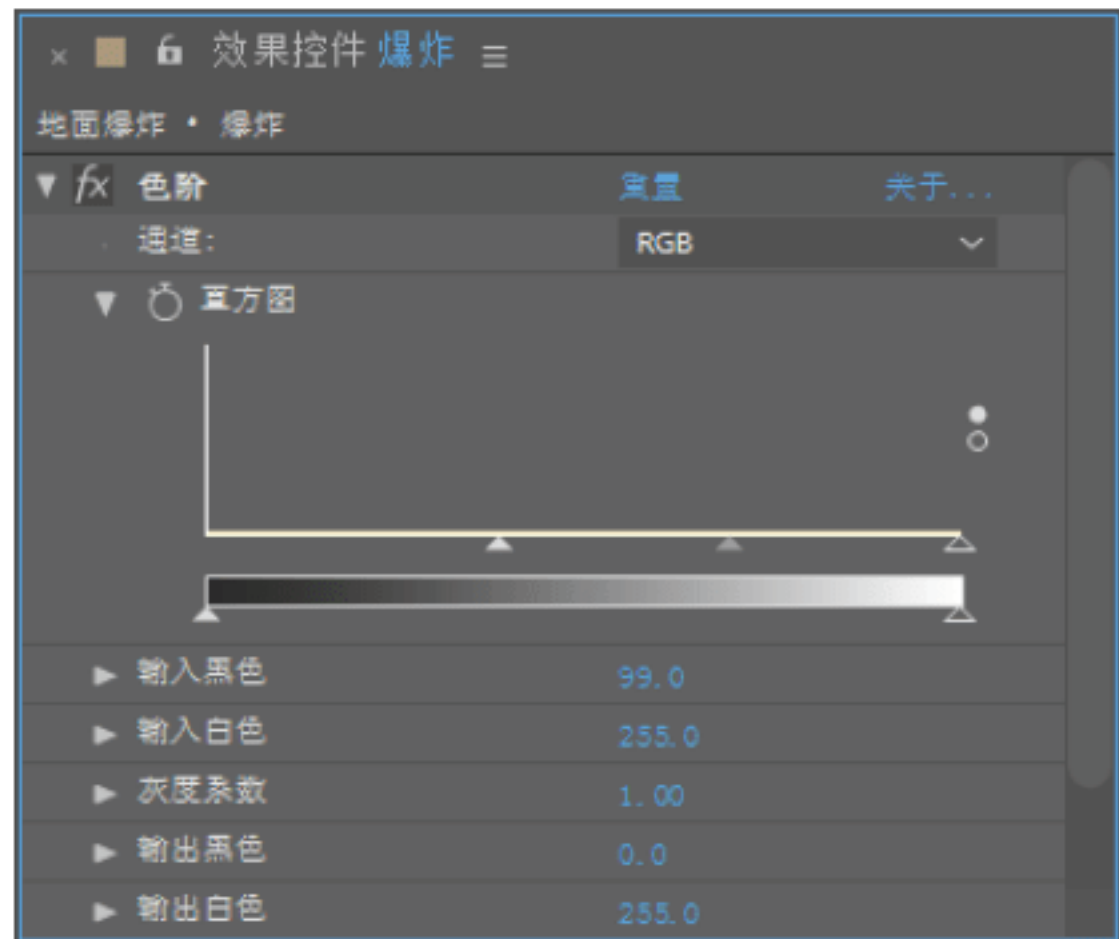 效果控件 爆炸
地面爆炸 • 爆炸
fx 色阶 重置 关于...
通道: RGB
直方图
输入黑色 99.0
输入白色 255.0
灰度系数 1.00
输出黑色 0.0
输出白色 255.0